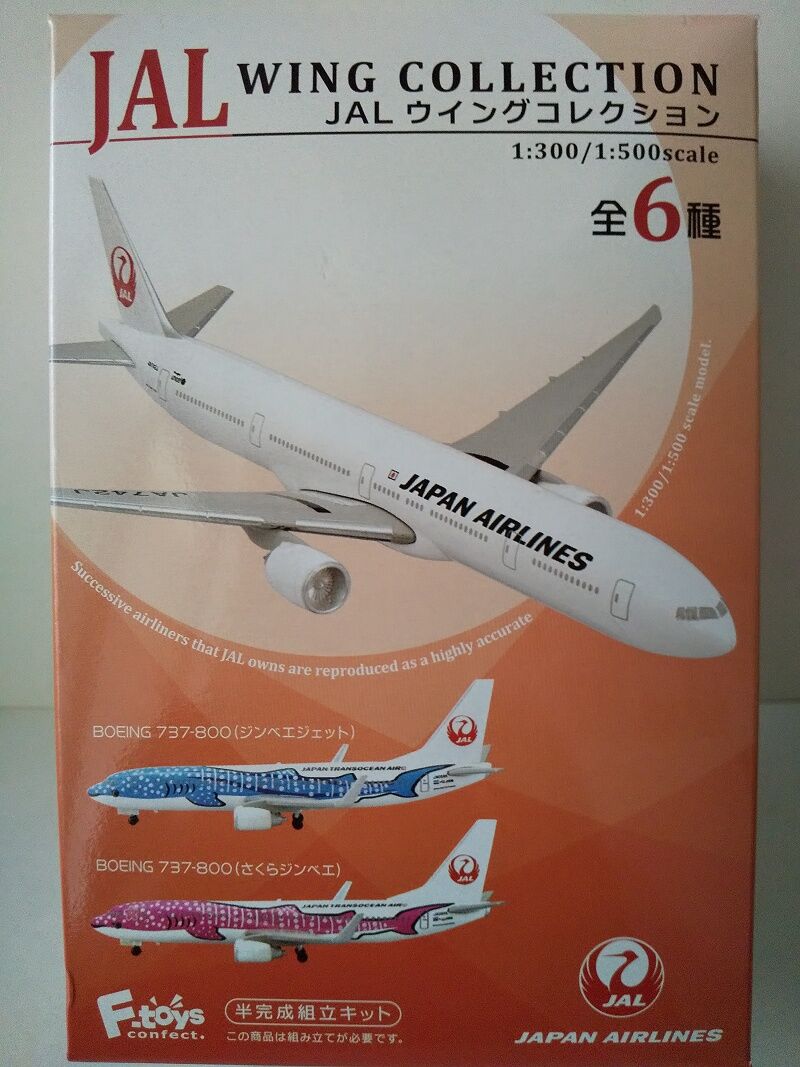 JAL WING COLLECTION
JAL ウイングコレクション
1:300/1:500scale
全6種
JAL
JAPAN AIRLINES
JA742J
1:300/1:500 scale model.
Successive airliners that JAL owns are reproduced as a highly accurate
BOEING 737-800(ジンベエジェット)
JAL
JAPAN TRANSOCEAN AIR
BOEING 737-800(さくらジンベエ)
JAL
JAPAN TRANSOCEAN AIR
F-toys
confect.
半完成組立キット
この商品は組み立てが必要です。
JAL
JAPAN AIRLINES